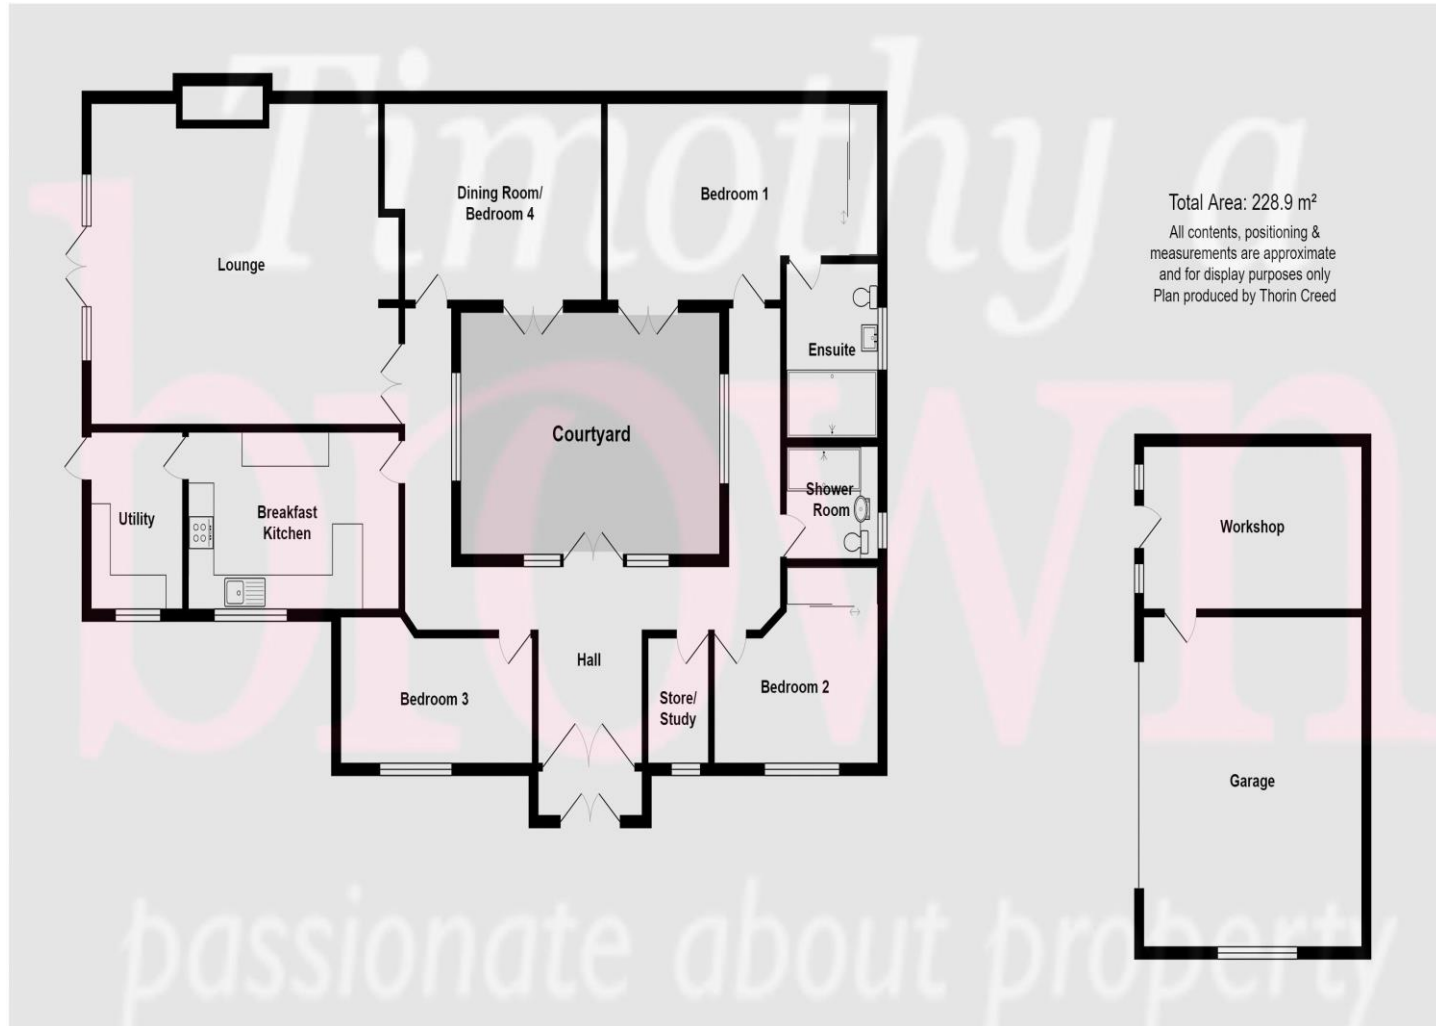 Timothy a
brown
passionate about property
Dining Room/
Bedroom 4
Bedroom 1
Lounge
Total Area: 228.9 m²
All contents, positioning &
measurements are approximate
and for display purposes only
Plan produced by Thorin Creed
Ensuite
Courtyard
Shower
Room
Utility
Breakfast
Kitchen
Workshop
Hall
Bedroom 3
Store/
Study
Bedroom 2
Garage